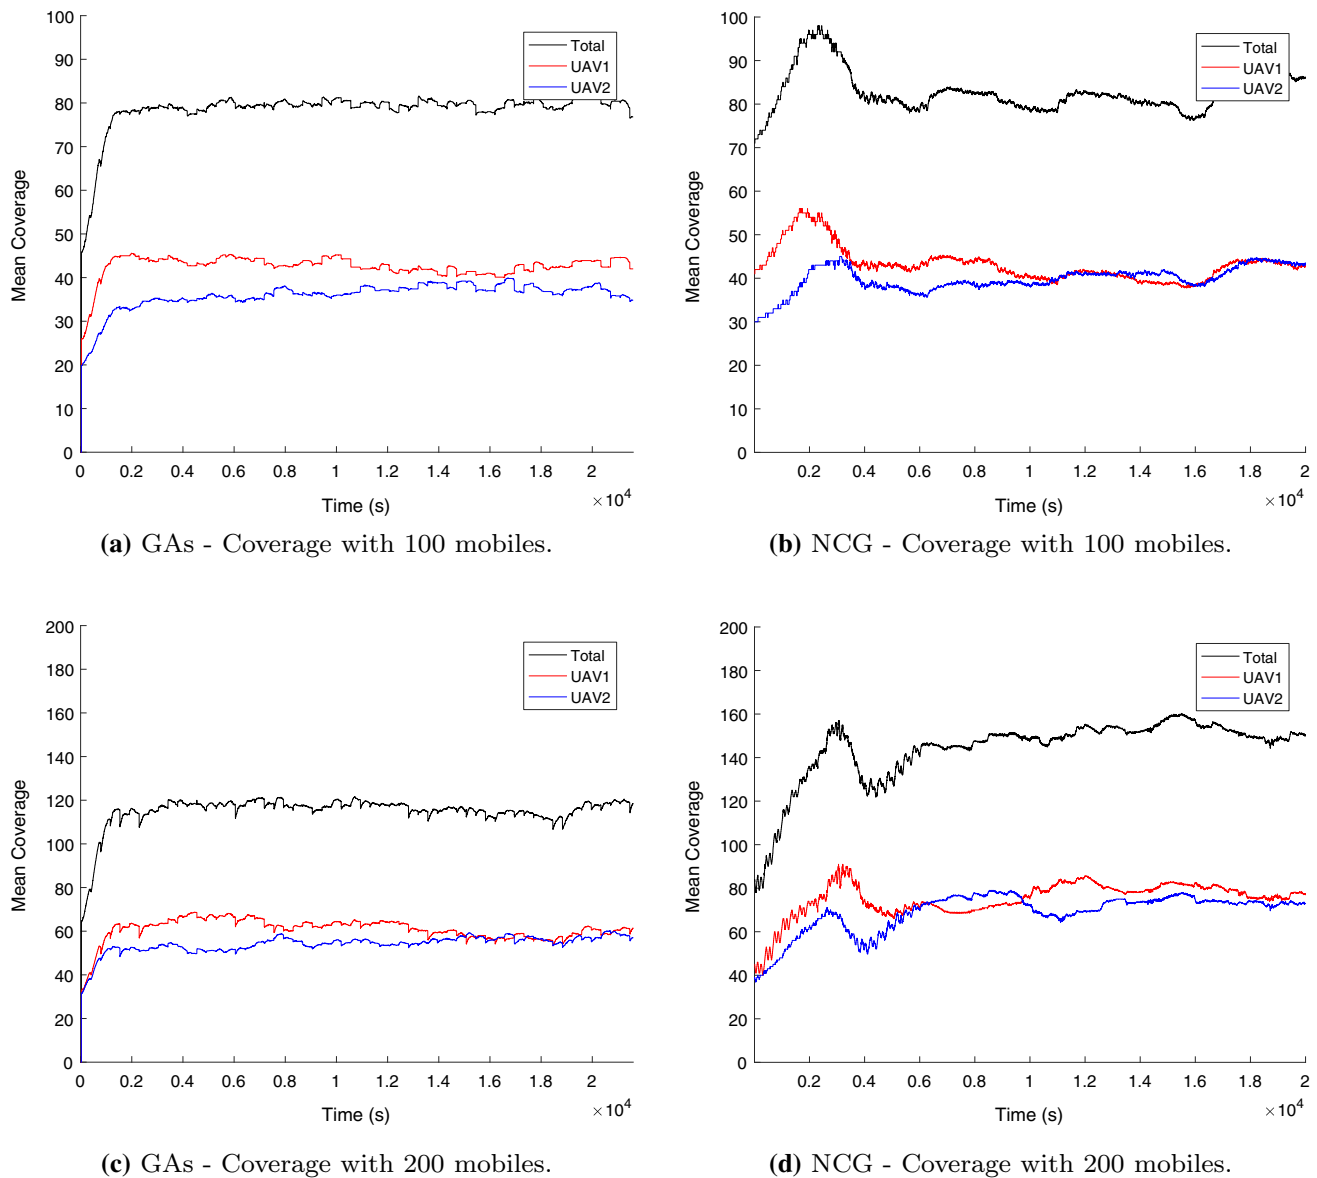 100
90
80
70
60
50
40
30
20
10
0
Mean Coverage
Total
UAV1
UAV2
0 0.2 0.4 0.6 0.8 1 1.2 1.4 1.6 1.8 2
×10^4
Time (s)
(a) GAs - Coverage with 100 mobiles.
100
90
80
70
60
50
40
30
20
10
0
Mean Coverage
Total
UAV1
UAV2
0.2 0.4 0.6 0.8 1 1.2 1.4 1.6 1.8 2
×10^4
Time (s)
(b) NCG - Coverage with 100 mobiles.
200
180
160
140
120
100
80
60
40
20
0
Mean Coverage
Total
UAV1
UAV2
0 0.2 0.4 0.6 0.8 1 1.2 1.4 1.6 1.8 2
×10^4
Time (s)
(c) GAs - Coverage with 200 mobiles.
200
180
160
140
120
100
80
60
40
20
0
Mean Coverage
Total
UAV1
UAV2
0.2 0.4 0.6 0.8 1 1.2 1.4 1.6 1.8 2
×10^4
Time (s)
(d) NCG - Coverage with 200 mobiles.